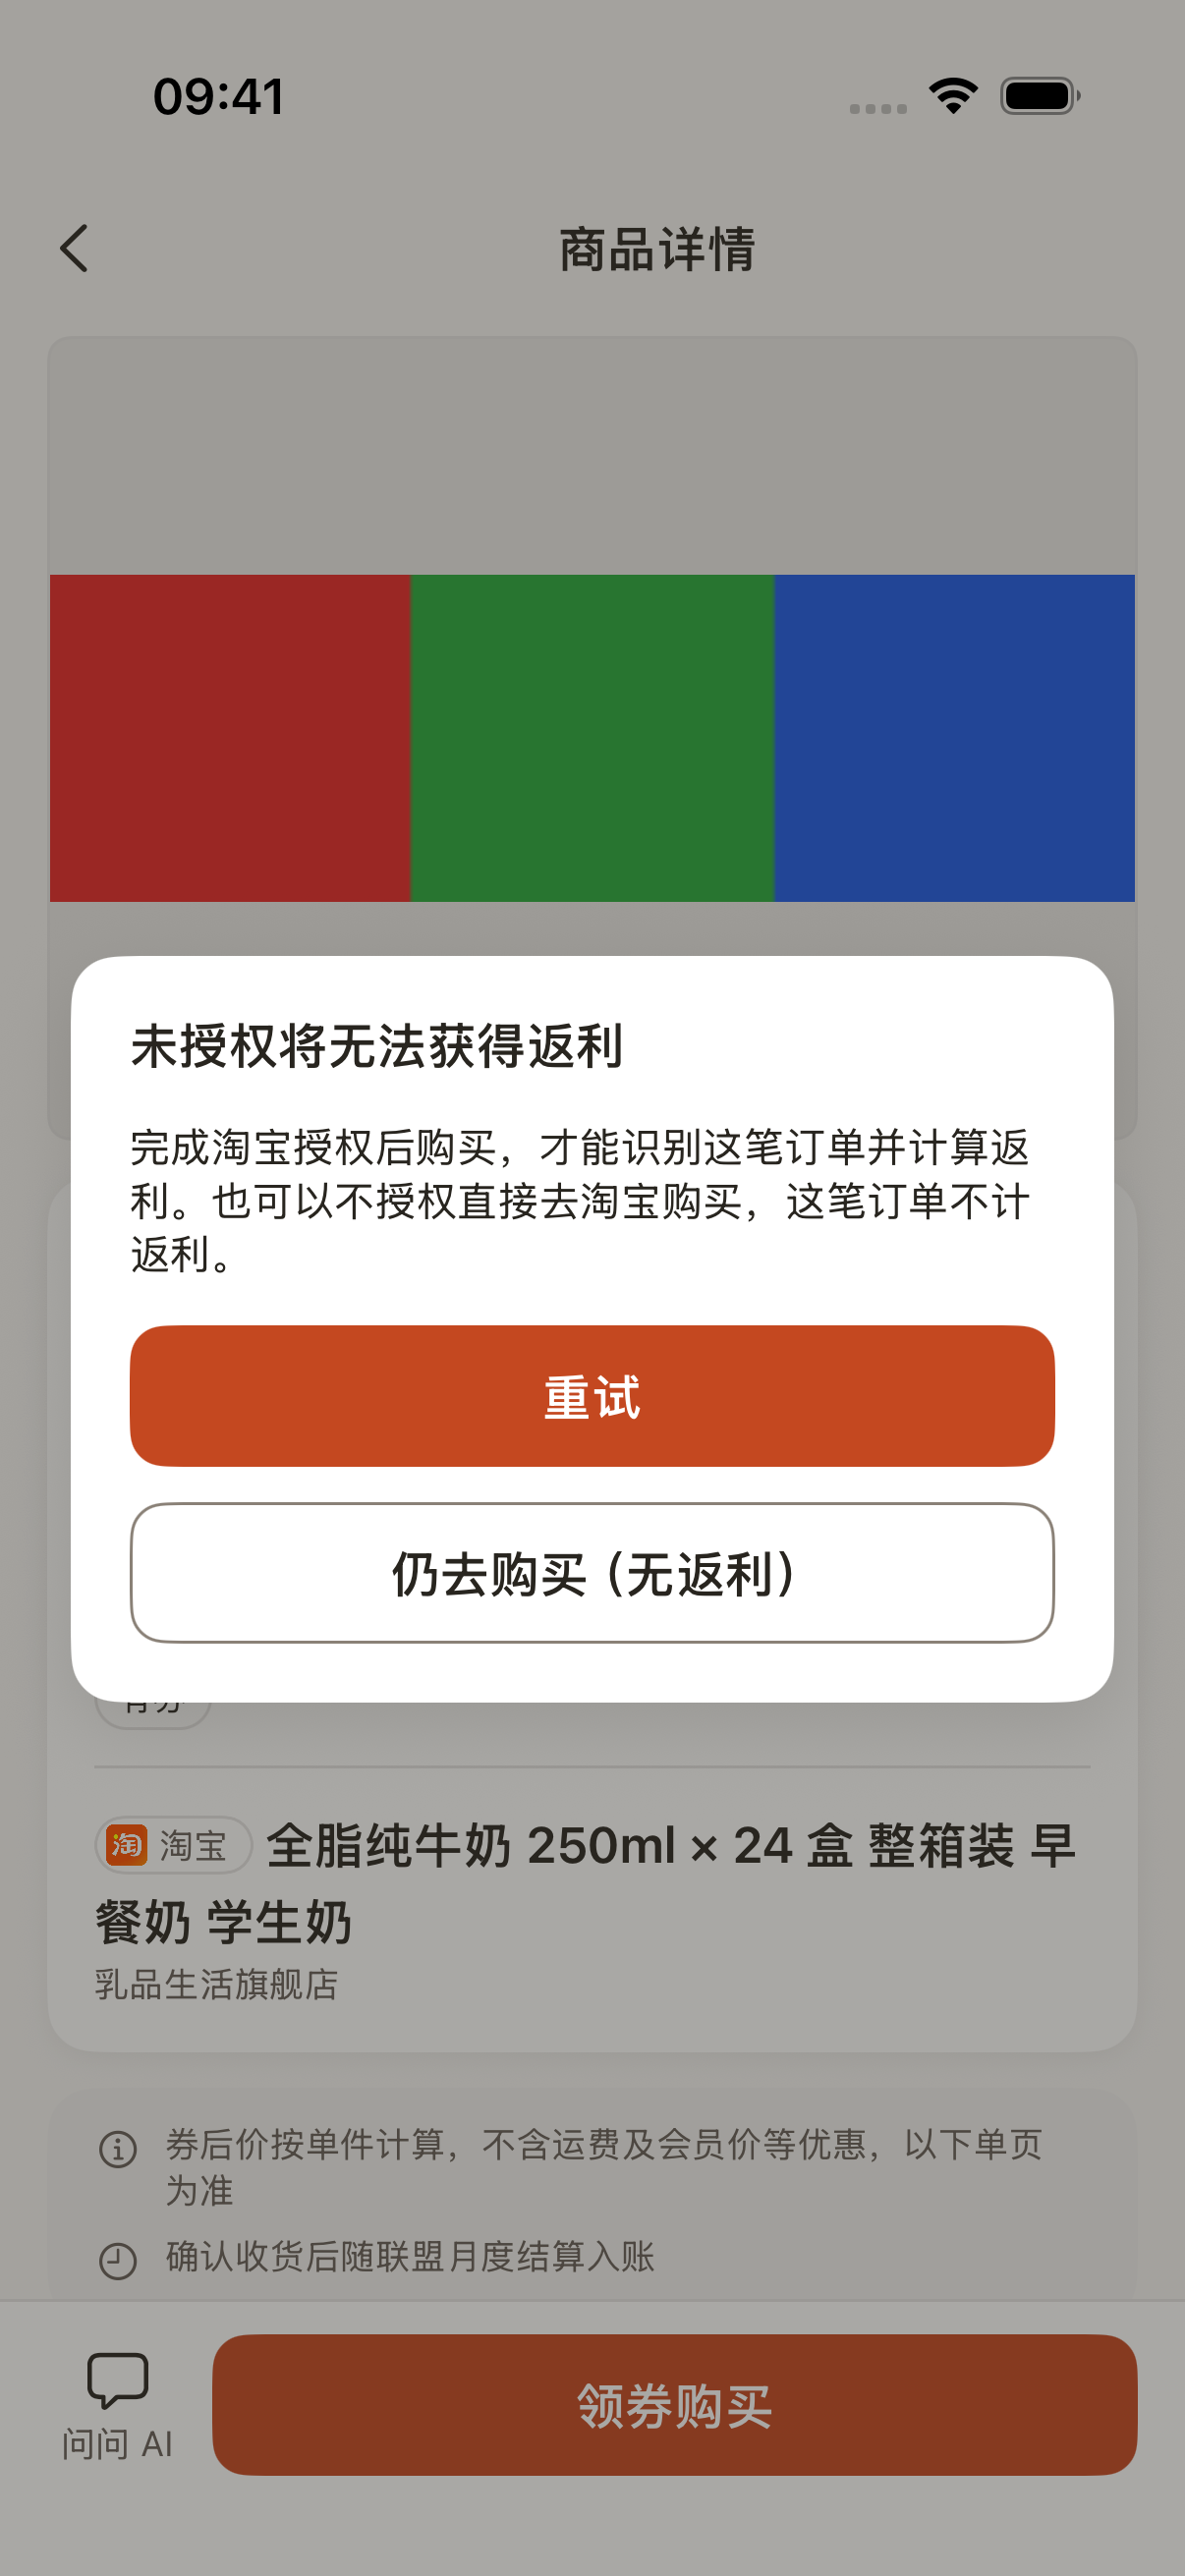 09:41
商品详情
未授权将无法获得返利
完成淘宝授权后购买，才能识别这笔订单并计算返
利。也可以不授权直接去淘宝购买，这笔订单不计
返利。
重试
仍去购买（无返利）
淘 淘宝 全脂纯牛奶 250ml × 24 盒 整箱装 早
餐奶 学生奶
乳品生活旗舰店
券后价按单件计算，不含运费及会员价等优惠，以下单页
为准
确认收货后随联盟月度结算入账
问问 AI
领券购买